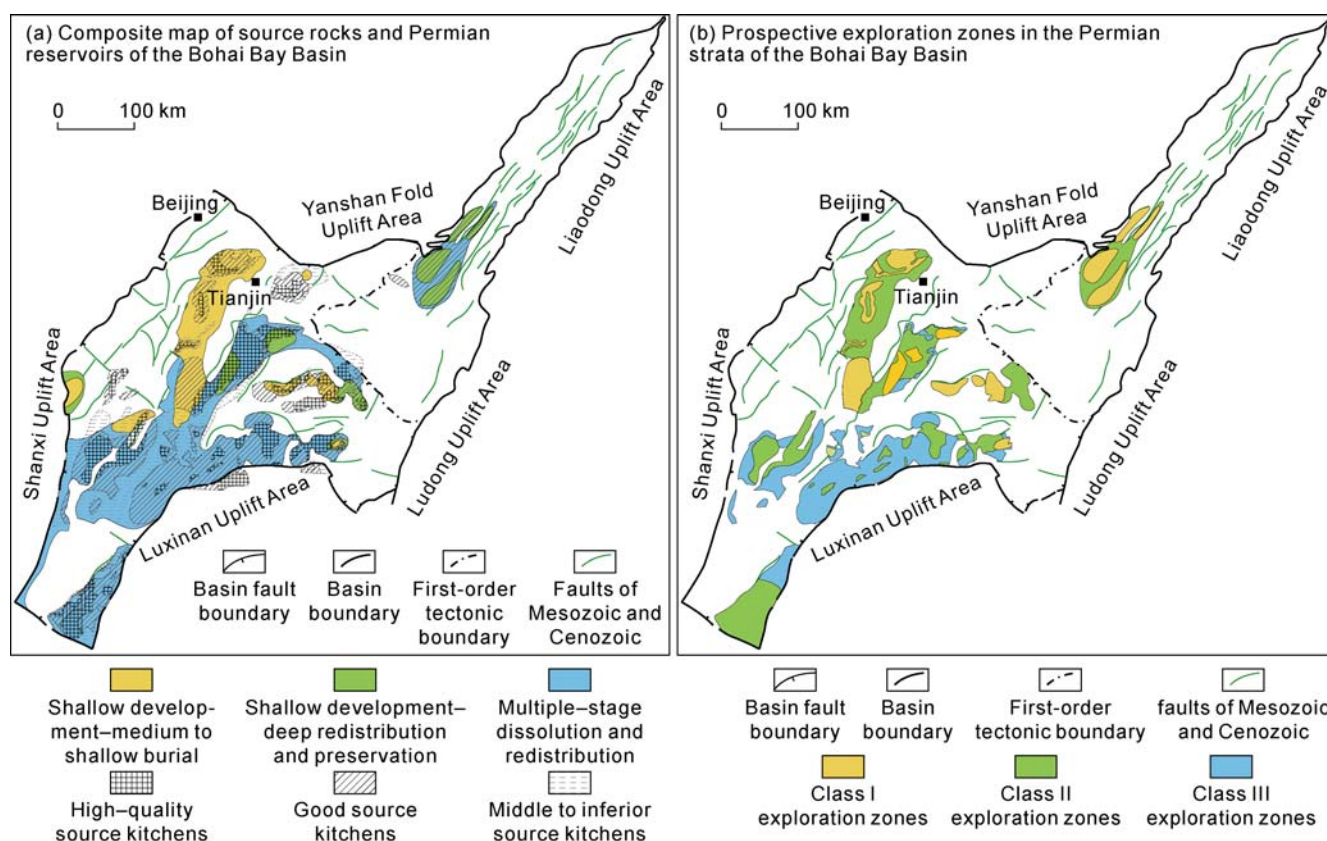 (a) Composite map of source rocks and Permian
reservoirs of the Bohai Bay Basin
0 100 km
Beijing
Yanshan Fold
Uplift Area
Liaodong Uplift Area
Tianjin
Shanxi Uplift Area
Ludong Uplift Area
Luxinan Uplift Area
Basin fault
boundary
Basin
boundary
First-order
tectonic
boundary
Faults of
Mesozoic and
Cenozoic
Shallow develop-
ment–medium to
shallow burial
Shallow development–
deep redistribution
and preservation
Multiple–stage
dissolution and
redistribution
High–quality
source kitchens
Good source
kitchens
Middle to inferior
source kitchens
(b) Prospective exploration zones in the Permian
strata of the Bohai Bay Basin
0 100 km
Beijing
Yanshan Fold
Uplift Area
Liaodong Uplift Area
Tianjin
Shanxi Uplift Area
Ludong Uplift Area
Luxinan Uplift Area
Basin fault
boundary
Basin
boundary
First-order
tectonic boundary
faults of Mesozoic
and Cenozoic
Class I
exploration zones
Class II
exploration zones
Class III
exploration zones